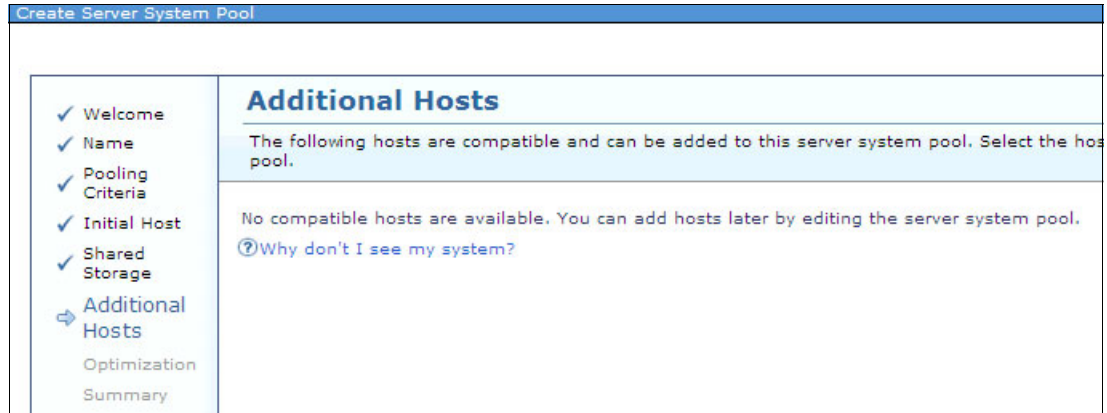 Create Server System Pool
Welcome
Name
Pooling
Criteria
Initial Host
Shared
Storage
Additional
Hosts
Optimization
Summary
Additional Hosts
The following hosts are compatible and can be added to this server system pool. Select the hos
pool.
No compatible hosts are available. You can add hosts later by editing the server system pool.
?Why don't I see my system?